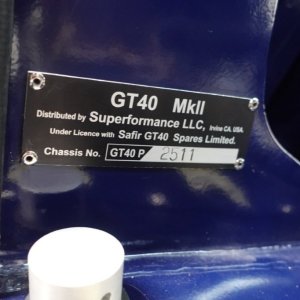 GT40 MkII
Distributed by Superformance LLC, Irvine CA. USA.
Under Licence with Safir GT40 Spares Limited.
Chassis No. GT40 P/ 2511